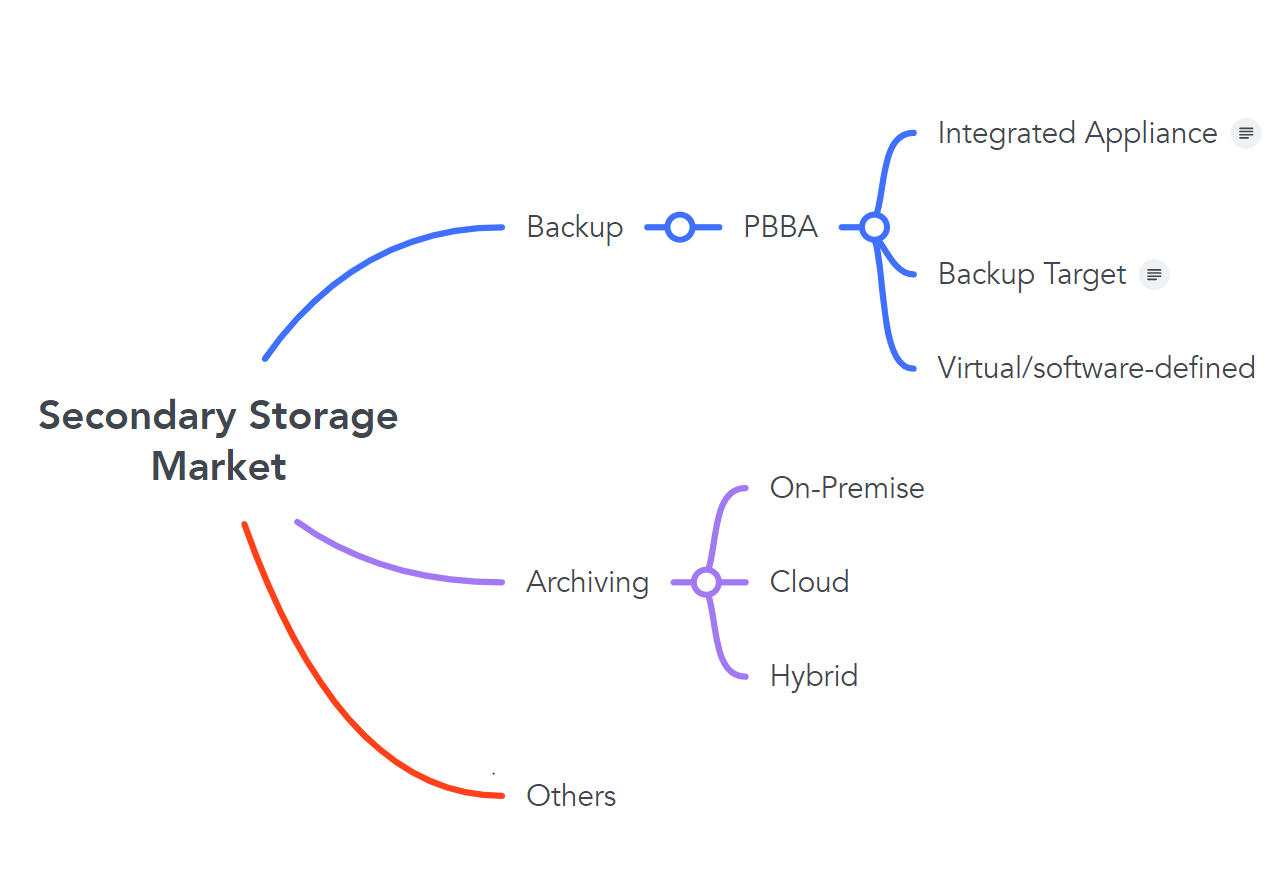 Integrated Appliance
Backup
PBBA
Backup Target
Virtual/software-defined
Secondary Storage
Market
On-Premise
Archiving
Cloud
Hybrid
Others